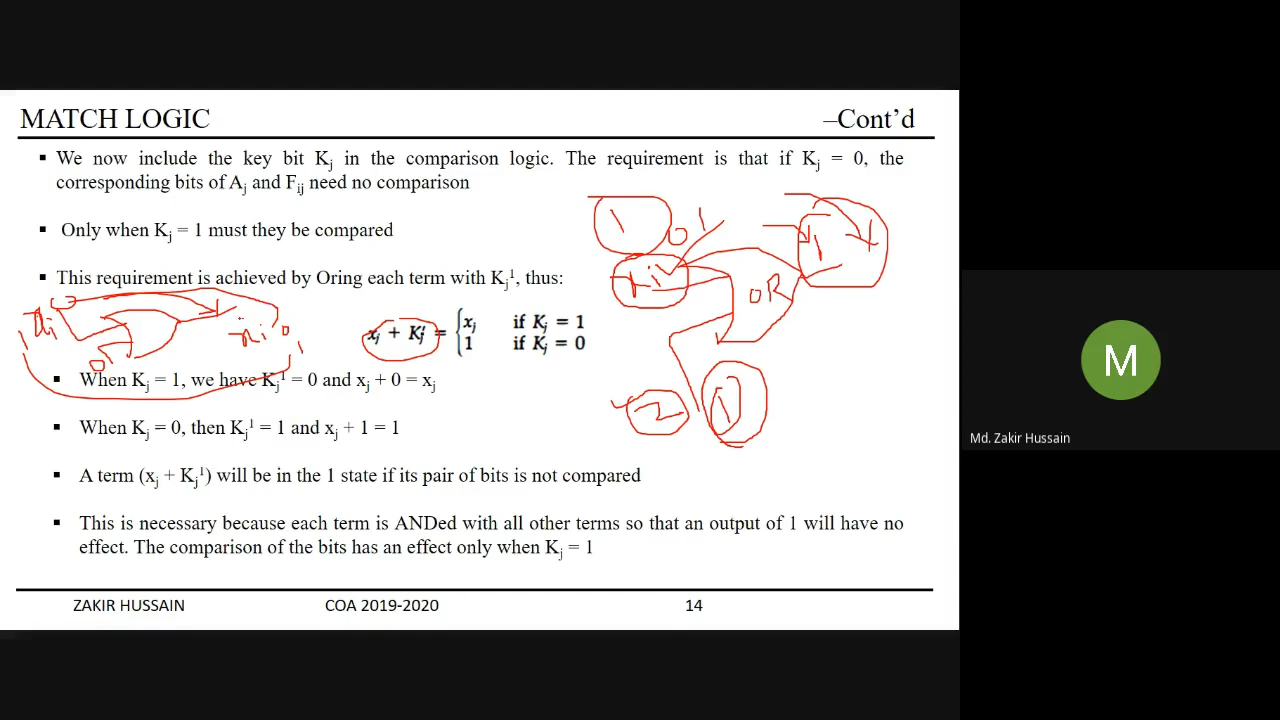 MATCH LOGIC –Cont’d
▪ We now include the key bit Kj in the comparison logic. The requirement is that if Kj = 0, the
corresponding bits of Aj and Fij need no comparison
▪ Only when Kj = 1 must they be compared
▪ This requirement is achieved by Oring each term with Kj1, thus:
xj + Kj' = { xj if Kj = 1
1 if Kj = 0
▪ When Kj = 1, we have Kj1 = 0 and xj + 0 = xj
▪ When Kj = 0, then Kj1 = 1 and xj + 1 = 1
▪ A term (xj + Kj1) will be in the 1 state if its pair of bits is not compared
▪ This is necessary because each term is ANDed with all other terms so that an output of 1 will have no
effect. The comparison of the bits has an effect only when Kj = 1
ZAKIR HUSSAIN COA 2019-2020 14
1
0 1
1
OR
2 1
0
M
Md. Zakir Hussain